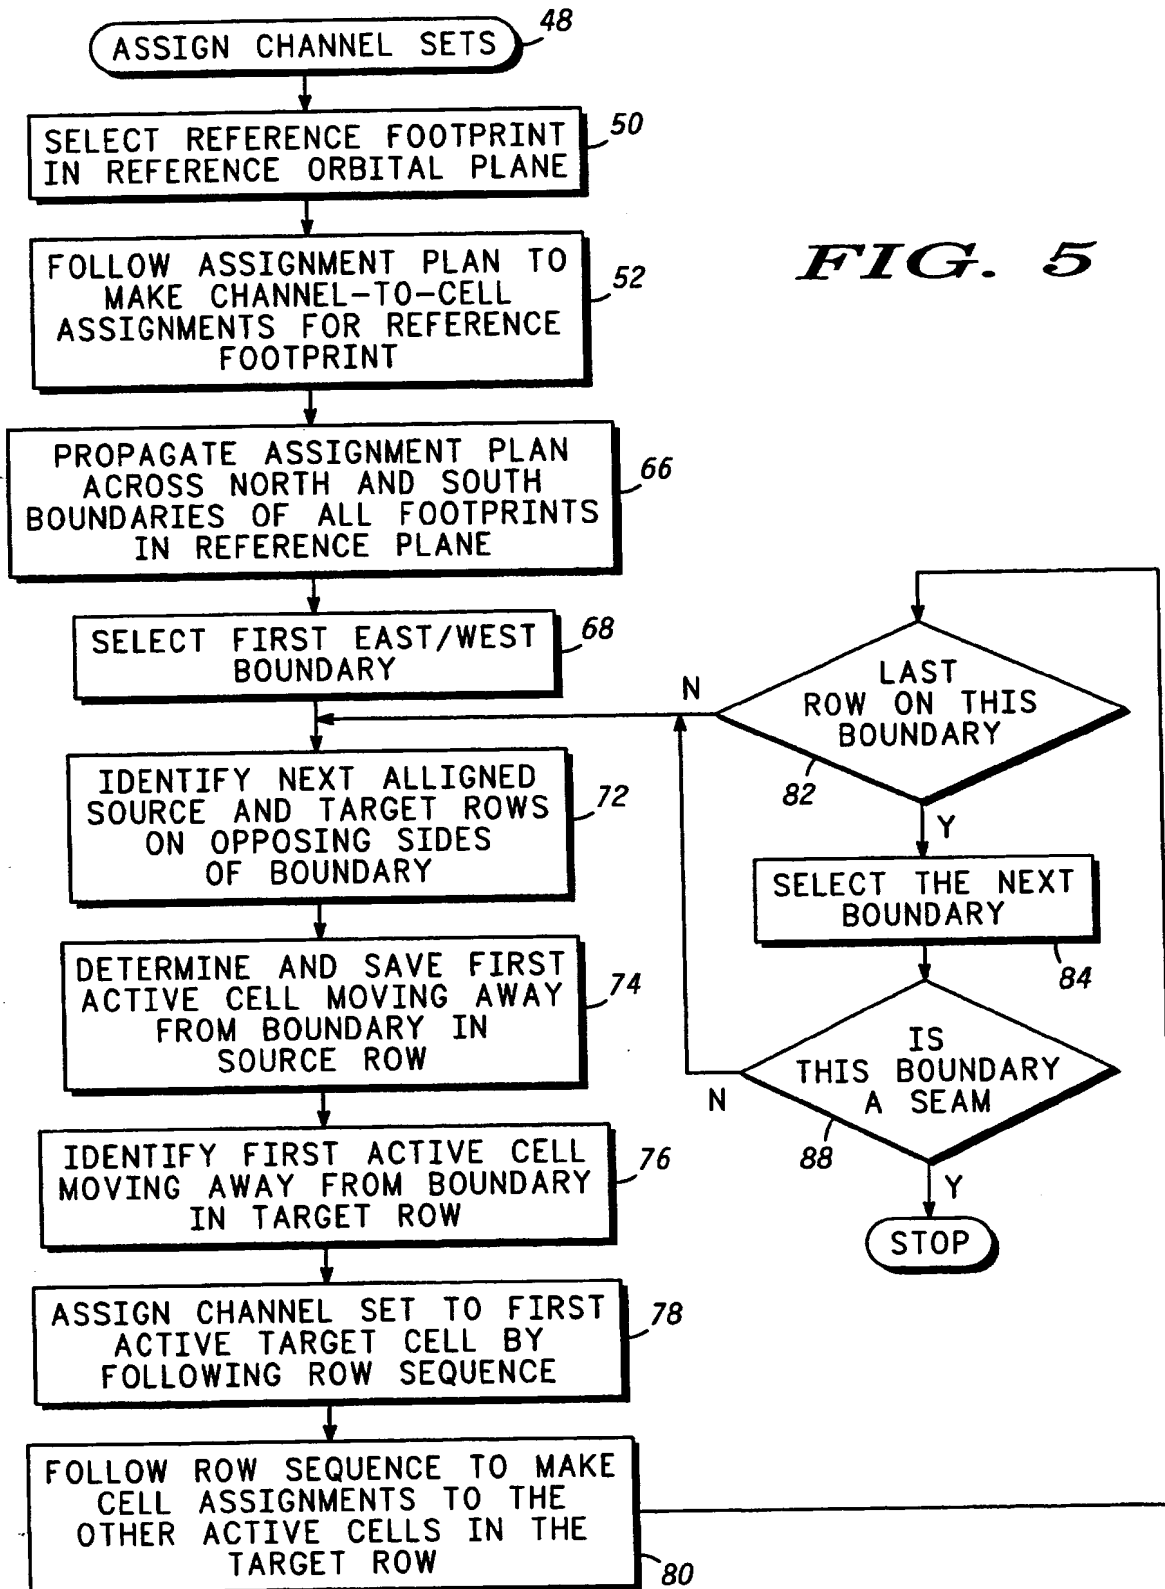 ASSIGN CHANNEL SETS
48
SELECT REFERENCE FOOTPRINT
IN REFERENCE ORBITAL PLANE
50
FOLLOW ASSIGNMENT PLAN TO
MAKE CHANNEL-TO-CELL
ASSIGNMENTS FOR REFERENCE
FOOTPRINT
52
FIG. 5
PROPAGATE ASSIGNMENT PLAN
ACROSS NORTH AND SOUTH
BOUNDARIES OF ALL FOOTPRINTS
IN REFERENCE PLANE
66
SELECT FIRST EAST/WEST
BOUNDARY
68
IDENTIFY NEXT ALLIGNED
SOURCE AND TARGET ROWS
ON OPPOSING SIDES
OF BOUNDARY
72
DETERMINE AND SAVE FIRST
ACTIVE CELL MOVING AWAY
FROM BOUNDARY IN
SOURCE ROW
74
IDENTIFY FIRST ACTIVE CELL
MOVING AWAY FROM BOUNDARY
IN TARGET ROW
76
ASSIGN CHANNEL SET TO FIRST
ACTIVE TARGET CELL BY
FOLLOWING ROW SEQUENCE
78
FOLLOW ROW SEQUENCE TO MAKE
CELL ASSIGNMENTS TO THE
OTHER ACTIVE CELLS IN THE
TARGET ROW
80
LAST
ROW ON THIS
BOUNDARY
82
N
Y
SELECT THE NEXT
BOUNDARY
84
IS
THIS BOUNDARY
A SEAM
88
N
Y
STOP